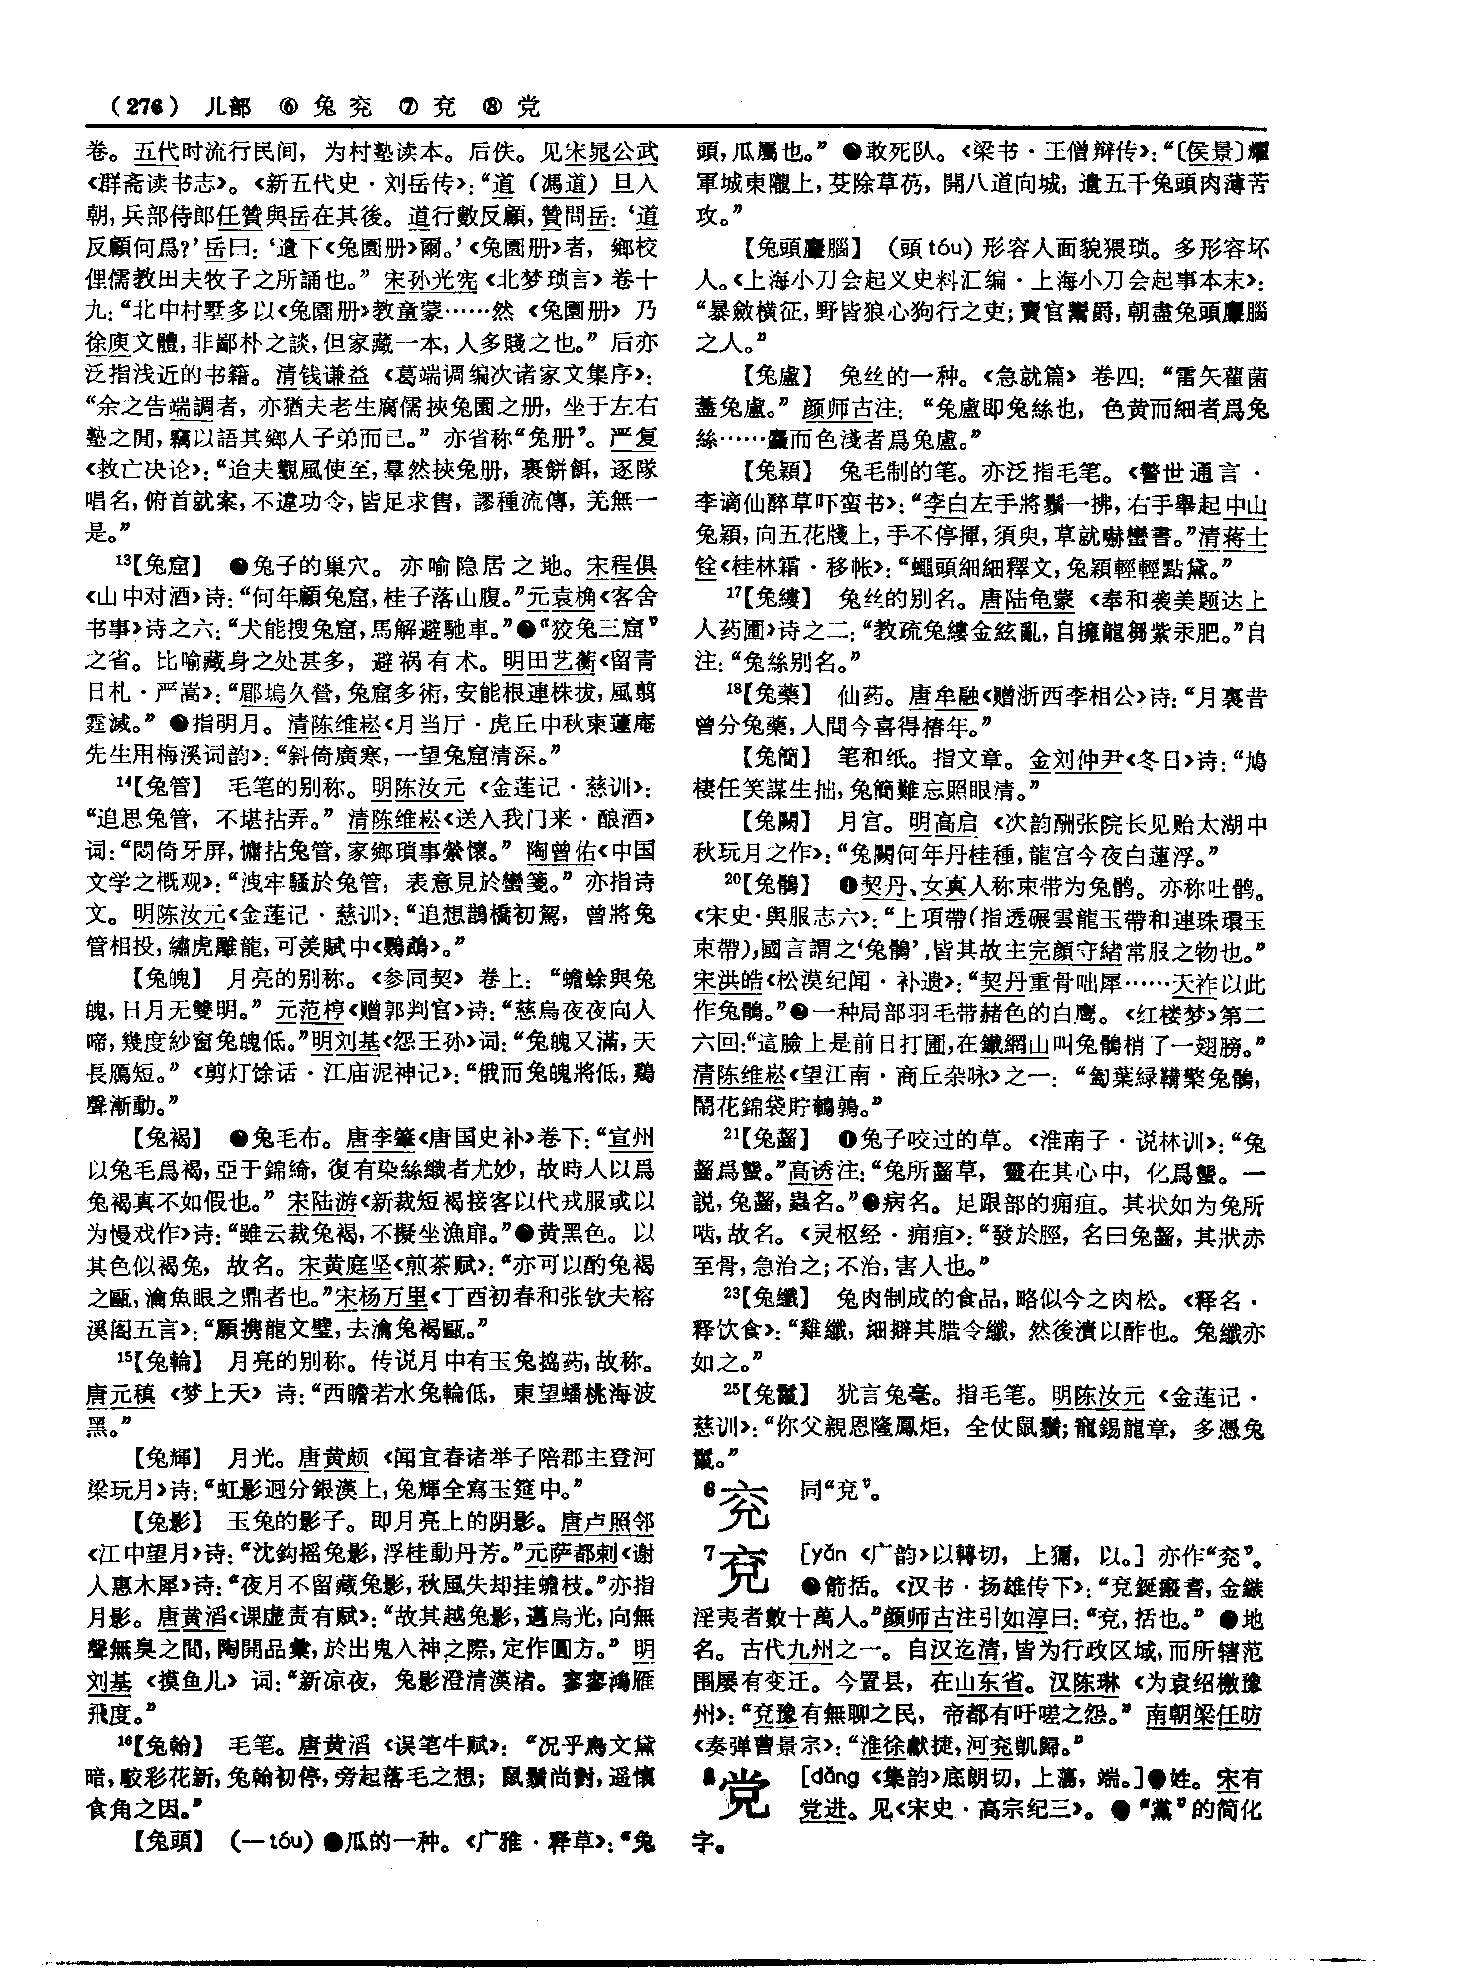 （276） 儿部 ⑥ 兔 兖 ⑦ 兗 ⑧ 党
卷。五代时流行民间，为村塾读本。后佚。见宋晁公武
《群斋读书志》。《新五代史·刘岳传》：“道（馮道）旦入
朝，兵部侍郎任贊與岳在其後。道行數反顧，贊問岳：‘道
反顧何爲？’岳曰：‘遺下《兔園册》爾。’《兔園册》者，鄉校
俚儒教田夫牧子之所誦也。”宋孙光宪《北梦琐言》卷十
九：“北中村墅多以《兔園册》教童蒙……然《兔園册》乃
徐庾文體，非鄙朴之談，但家藏一本，人多賤之也。”后亦
泛指浅近的书籍。清钱谦益《葛端调编次诸家文集序》：
“余之告端調者，亦猶夫老生腐儒挾兔園之册，坐于左右
塾之閒，竊以語其鄉人子弟而已。”亦省称“兔册”。严复
《救亡决论》：“迨夫觀風使至，羣然挾兔册，裹餅餌，逐隊
唱名，俯首就案，不違功令，皆足求售，謬種流傳，羌無一
是。”
13【兔窟】 ❶兔子的巢穴。亦喻隐居之地。宋程俱
《山中对酒》诗：“何年顧兔窟，桂子落山腹。”元袁桷《客舍
书事》诗之六：“犬能搜兔窟，馬解避馳車。”❷“狡兔三窟”
之省。比喻藏身之处甚多，避祸有术。明田艺蘅《留青
日札·严嵩》：“郿塢久營，兔窟多術，安能根連株拔，風翦
霆滅。”❸指明月。清陈维崧《月当厅·虎丘中秋柬蘧庵
先生用梅溪词韵》：“斜倚廣寒，一望兔窟清深。”
14【兔管】 毛笔的别称。明陈汝元《金莲记·慈训》：
“追思兔管，不堪拈弄。”清陈维崧《送入我门来·酿酒》
词：“悶倚牙屏，慵拈兔管，家鄉瑣事縈懷。”陶曾佑《中国
文学之概观》：“洩牢騷於兔管，表意見於蠻箋。”亦指诗
文。明陈汝元《金莲记·慈训》：“追想鵲橋初駕，曾將兔
管相投，繡虎雕龍，可羡賦中《鸚鵡》。”
【兔魄】 月亮的别称。《参同契》卷上：“蟾蜍與兔
魄，日月无雙明。”元范梈《赠郭判官》诗：“慈烏夜夜向人
啼，幾度紗窗兔魄低。”明刘基《怨王孙》词：“兔魄又滿，天
長鴈短。”《剪灯馀话·江庙泥神记》：“俄而兔魄將低，鷄
聲漸動。”
【兔褐】 ❶兔毛布。唐李肇《唐国史补》卷下：“宣州
以兔毛爲褐，亞于錦綺，復有染絲織者尤妙，故時人以爲
兔褐真不如假也。”宋陆游《新裁短褐接客以代戎服或以
为慢戏作》诗：“雖云裁兔褐，不擬坐漁扉。”❷黄黑色。以
其色似褐兔，故名。宋黄庭坚《煎茶赋》：“亦可以酌兔褐
之甌，瀹魚眼之鼎者也。”宋杨万里《丁酉初春和张钦夫榕
溪阁五言》：“願携龍文璧，去瀹兔褐甌。”
15【兔輪】 月亮的别称。传说月中有玉兔捣药，故称。
唐元稹《梦上天》诗：“西瞻若水兔輪低，東望蟠桃海波
黑。”
【兔輝】 月光。唐黄颇《闻宜春诸举子陪郡主登河
梁玩月》诗：“虹影迥分銀漢上，兔輝全寫玉筵中。”
【兔影】 玉兔的影子。即月亮上的阴影。唐卢照邻
《江中望月》诗：“沈鈎摇兔影，浮桂動丹芳。”元萨都剌《谢
人惠木犀》诗：“夜月不留藏兔影，秋風失却挂蟾枝。”亦指
月影。唐黄滔《课虚责有赋》：“故其越兔影，邁烏光，向無
聲無臭之間，陶開品彙，於出鬼入神之際，定作圓方。”明
刘基《摸鱼儿》词：“新凉夜，兔影澄清漢渚。寥寥鴻雁
飛度。”
16【兔翰】 毛笔。唐黄滔《误笔牛赋》：“况乎鳥文黛
暗，駮彩花新，兔翰初停，旁起落毛之想；鼠鬚尚對，遥懷
食角之因。”
【兔頭】 （一tóu）❶瓜的一种。《广雅·释草》：“兔
頭，瓜屬也。”❷敢死队。《梁书·王僧辩传》：“〔侯景〕耀
軍城東隴上，芟除草芿，開八道向城，遣五千兔頭肉薄苦
攻。”
【兔頭麞腦】 （頭tóu）形容人面貌猥琐。多形容坏
人。《上海小刀会起义史料汇编·上海小刀会起事本末》：
“暴斂横征，野皆狼心狗行之吏；賣官鬻爵，朝盡兔頭麞腦
之人。”
【兔盧】 兔丝的一种。《急就篇》卷四：“雷矢雚菌
藎兔盧。”颜师古注：“兔盧即兔絲也，色黄而細者爲兔
絲……麤而色淺者爲兔盧。”
【兔穎】 兔毛制的笔。亦泛指毛笔。《警世通言·
李谪仙醉草吓蛮书》：“李白左手將鬚一拂，右手舉起中山
兔穎，向五花牋上，手不停揮，須臾，草就嚇蠻書。”清蒋士
铨《桂林霜·移帐》：“蠅頭細細釋文，兔穎輕輕點黛。”
17【兔縷】 兔丝的别名。唐陆龟蒙《奉和袭美题达上
人药圃》诗之二：“教疏兔縷金絃亂，自擁龍芻紫汞肥。”自
注：“兔絲别名。”
18【兔藥】 仙药。唐牟融《赠浙西李相公》诗：“月裏昔
曾分兔藥，人間今喜得椿年。”
【兔簡】 笔和纸。指文章。金刘仲尹《冬日》诗：“鳩
棲任笑謀生拙，兔簡難忘照眼清。”
【兔闕】 月宫。明高启《次韵酬张院长见贻太湖中
秋玩月之作》：“兔闕何年丹桂種，龍宫今夜白蓮浮。”
20【兔鶻】 ❶契丹、女真人称束带为兔鹘。亦称吐鹘。
《宋史·舆服志六》：“上項帶（指透碾雲龍玉帶和連珠環玉
束帶），國言謂之‘兔鶻’，皆其故主完顔守緒常服之物也。”
宋洪皓《松漠纪闻·补遗》：“契丹重骨咄犀……天祚以此
作兔鶻。”❷一种局部羽毛带赭色的白鹰。《红楼梦》第二
六回：“這臉上是前日打圍，在鐵網山叫兔鶻梢了一翅膀。”
清陈维崧《望江南·商丘杂咏》之一：“匌葉緑鞲擎兔鶻，
鬧花錦袋貯鵪鶉。”
21【兔齧】 ❶兔子咬过的草。《淮南子·说林训》：“兔
齧爲螚。”高诱注：“兔所齧草，靈在其心中，化爲螚。一
説，兔齧，蟲名。”❷病名。足跟部的痈疽。其状如为兔所
啮，故名。《灵枢经·痈疽》：“發於脛，名曰兔齧，其狀赤
至骨，急治之；不治，害人也。”
23【兔纖】 兔肉制成的食品，略似今之肉松。《释名·
释饮食》：“雞纖，細擗其腊令纖，然後漬以酢也。兔纖亦
如之。”
25【兔鬣】 犹言兔毫。指毛笔。明陈汝元《金莲记·
慈训》：“你父親恩隆鳳炬，全仗鼠鬚；寵錫龍章，多憑兔
鬣。”
6兖 同“兗”。
7兗 [yǎn 《广韵》以轉切，上獮，以。]亦作“兖”。
❶箭括。《汉书·扬雄传下》：“兗鋋瘢耆，金鏃
淫夷者數十萬人。”颜师古注引如淳曰：“兗，括也。”❷地
名。古代九州之一。自汉迄清，皆为行政区域，而所辖范
围屡有变迁。今置县，在山东省。汉陈琳《为袁绍檄豫
州》：“兗豫有無聊之民，帝都有吁嗟之怨。”南朝梁任昉
《奏弹曹景宗》：“淮徐獻捷，河兗凱歸。”
8党 [dǎng 《集韵》底朗切，上蕩，端。]❶姓。宋有
党进。见《宋史·高宗纪三》。❷“黨”的简化
字。